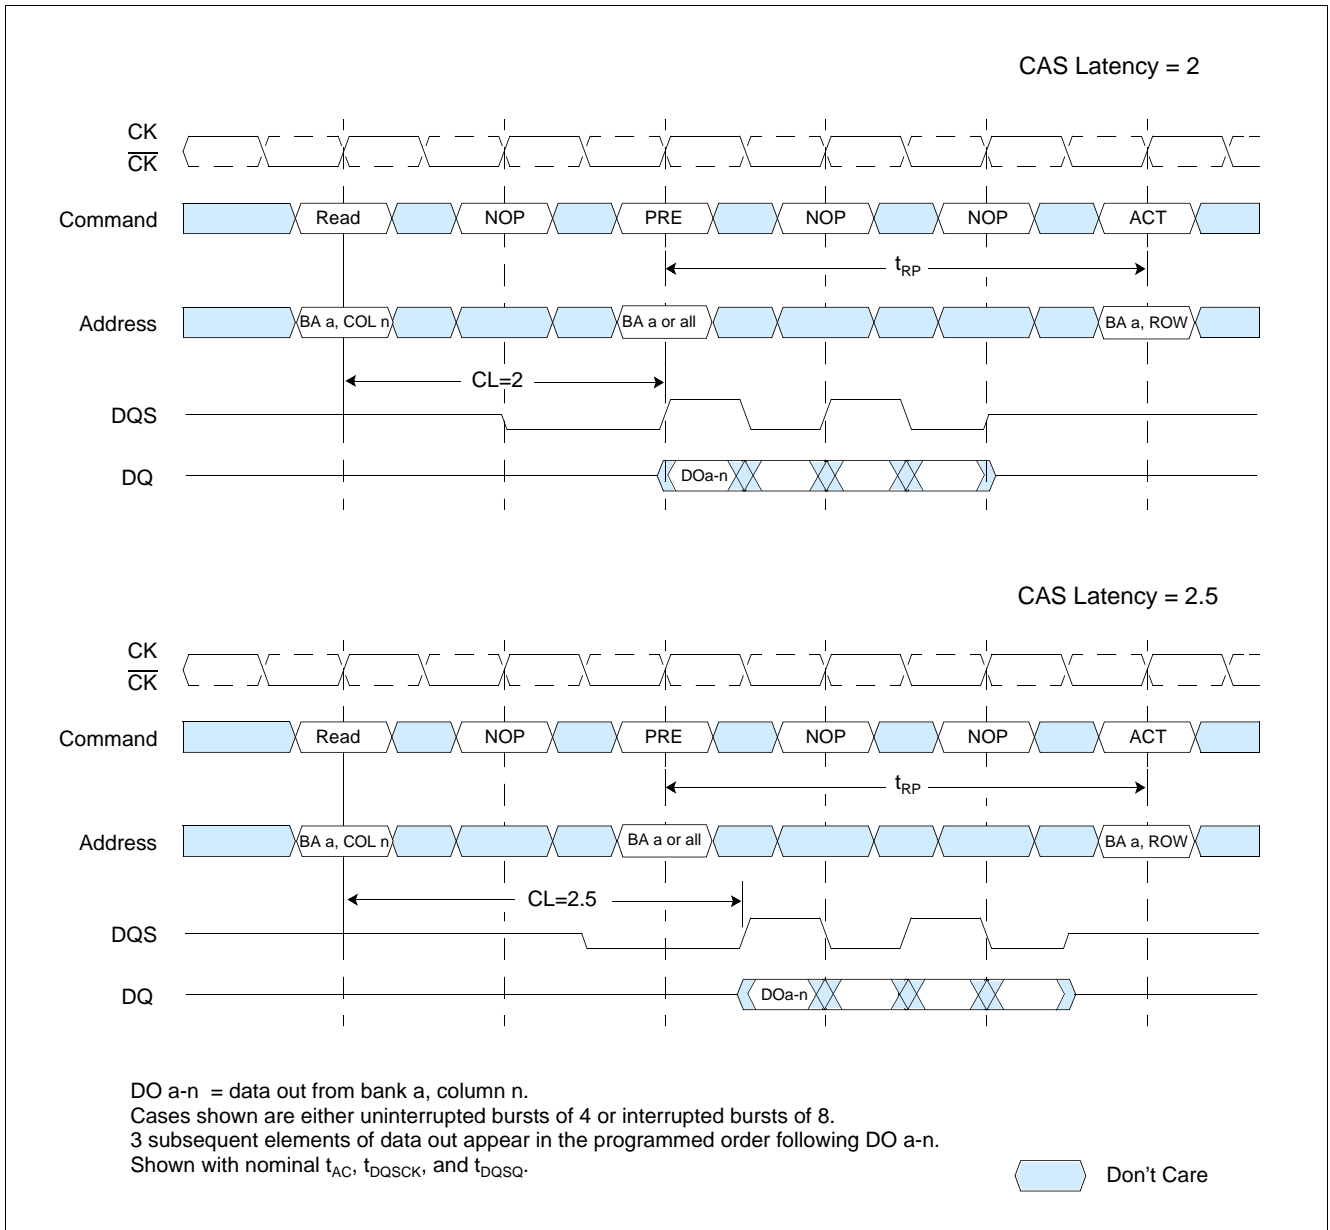 CAS Latency = 2
CK
CK
Command
Read NOP PRE NOP NOP ACT
tRP
Address
BA a, COL n BA a or all BA a, ROW
CL=2
DQS
DQ
DOa-n
CAS Latency = 2.5
CK
CK
Command
Read NOP PRE NOP NOP ACT
tRP
Address
BA a, COL n BA a or all BA a, ROW
CL=2.5
DQS
DQ
DOa-n
DO a-n = data out from bank a, column n.
Cases shown are either uninterrupted bursts of 4 or interrupted bursts of 8.
3 subsequent elements of data out appear in the programmed order following DO a-n.
Shown with nominal tAC, tDQSCK, and tDQSQ.
Don't Care